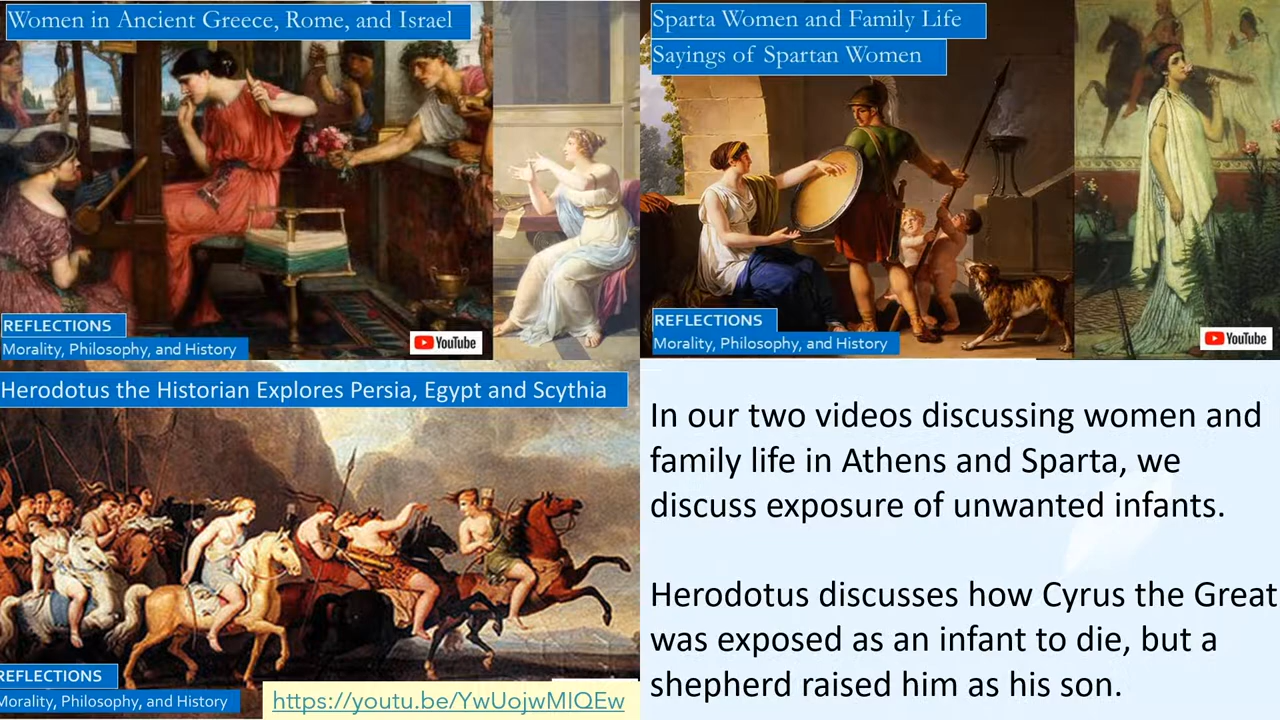 Women in Ancient Greece, Rome, and Israel
REFLECTIONS
Morality, Philosophy, and History
YouTube
Sparta Women and Family Life
Sayings of Spartan Women
REFLECTIONS
Morality, Philosophy, and History
YouTube
Herodotus the Historian Explores Persia, Egypt and Scythia
REFLECTIONS
Morality, Philosophy, and History
https://youtu.be/YwUojwMIQEw
In our two videos discussing women and
family life in Athens and Sparta, we
discuss exposure of unwanted infants.
Herodotus discusses how Cyrus the Great
was exposed as an infant to die, but a
shepherd raised him as his son.